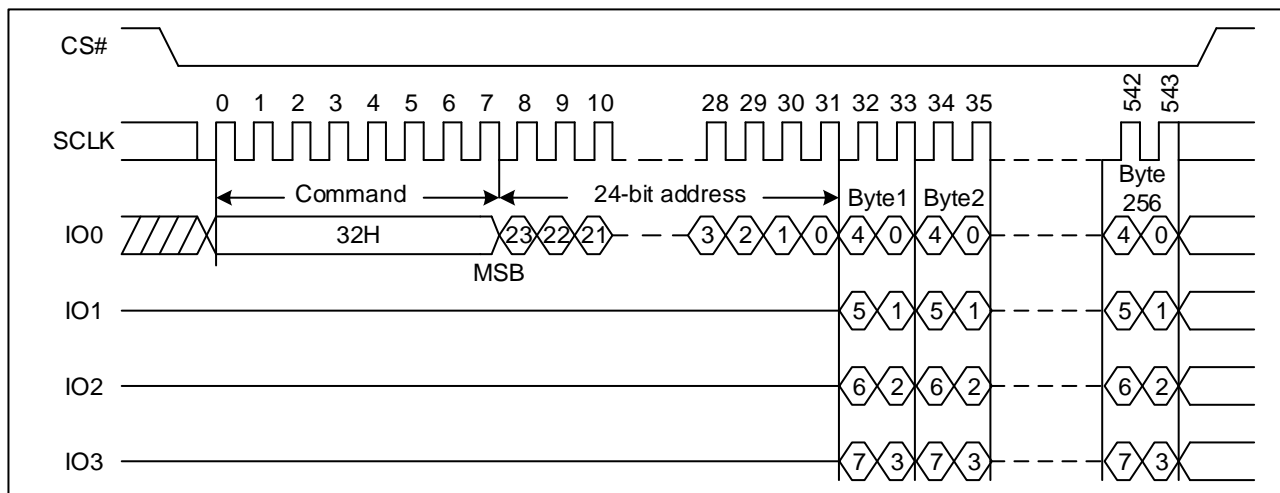 CS#
0 1 2 3 4 5 6 7 8 9 10 28 29 30 31 32 33 34 35 542 543
SCLK
Command 24-bit address Byte1 Byte2 Byte
256
IO0 32H 23 22 21 3 2 1 0 4 0 4 0 4 0
MSB
IO1 5 1 5 1 5 1
IO2 6 2 6 2 6 2
IO3 7 3 7 3 7 3